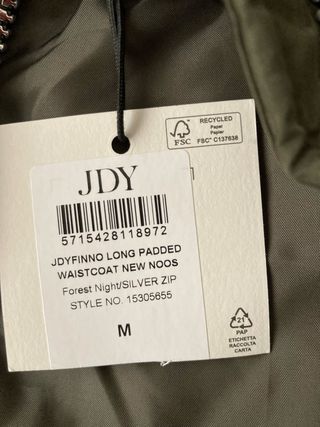 RECYCLED
Paper
Papier
FSC® C137638
FSC
JDY
5715428118972
JDYFINNO LONG PADDED
WAISTCOAT NEW NOOS
Forest Night/SILVER ZIP
STYLE NO. 15305655
M
21
PAP
ETICHETTA
RACCOLTA
CARTA